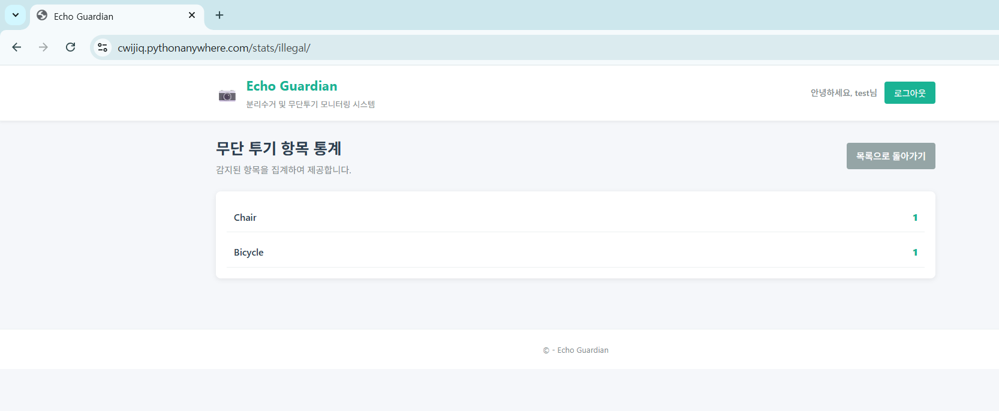 Echo Guardian
cwijiq.pythonanywhere.com/stats/illegal/
Echo Guardian
분리수거 및 무단투기 모니터링 시스템
안녕하세요, test님
로그아웃
무단 투기 항목 통계
감지된 항목을 집계하여 제공합니다.
목록으로 돌아가기
Chair 1
Bicycle 1
© - Echo Guardian